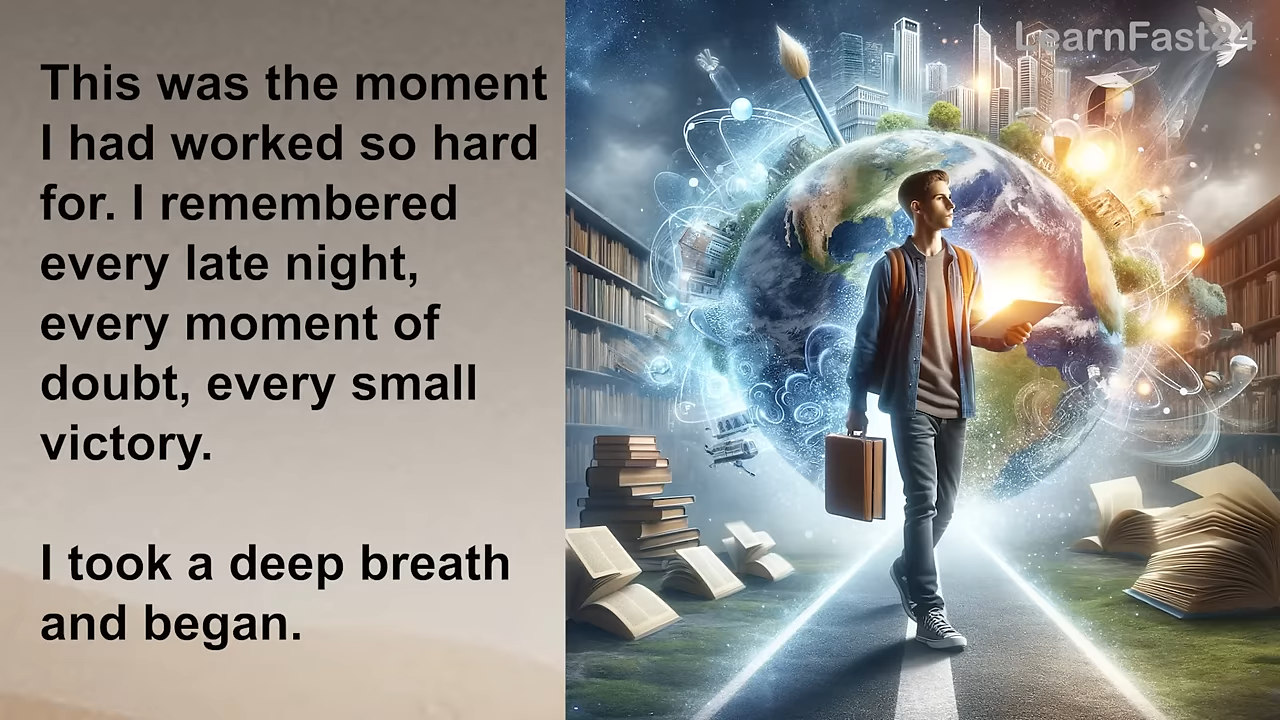 This was the moment
I had worked so hard
for. I remembered
every late night,
every moment of
doubt, every small
victory.
I took a deep breath
and began.
LearnFast24